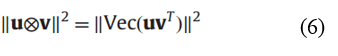 ‖𝐮⊗𝐯‖² = ‖Vec(𝐮𝐯ᵀ)‖² (6)